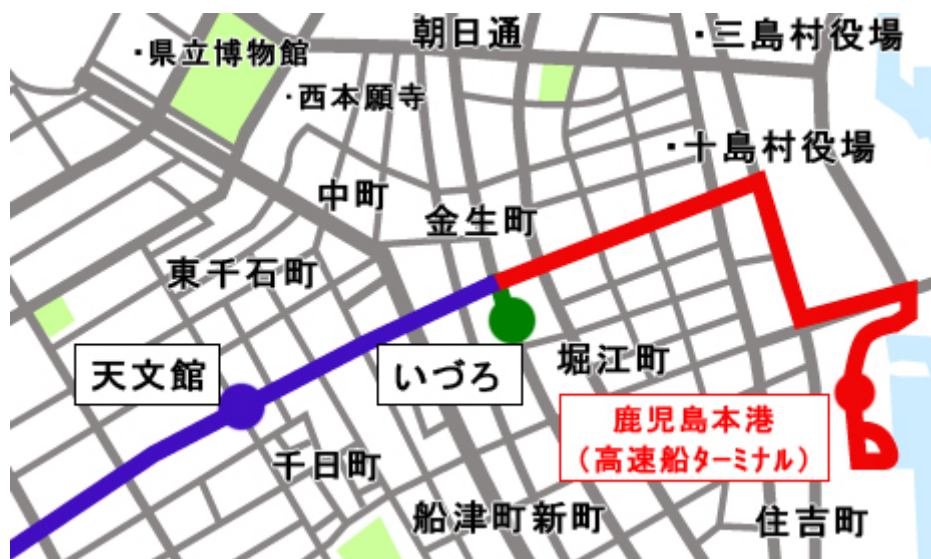 朝日通
・三島村役場
・県立博物館
・西本願寺
・十島村役場
中町
金生町
東千石町
天文館
いづろ
堀江町
鹿児島本港
（高速船ターミナル）
千日町
船津町新町
住吉町